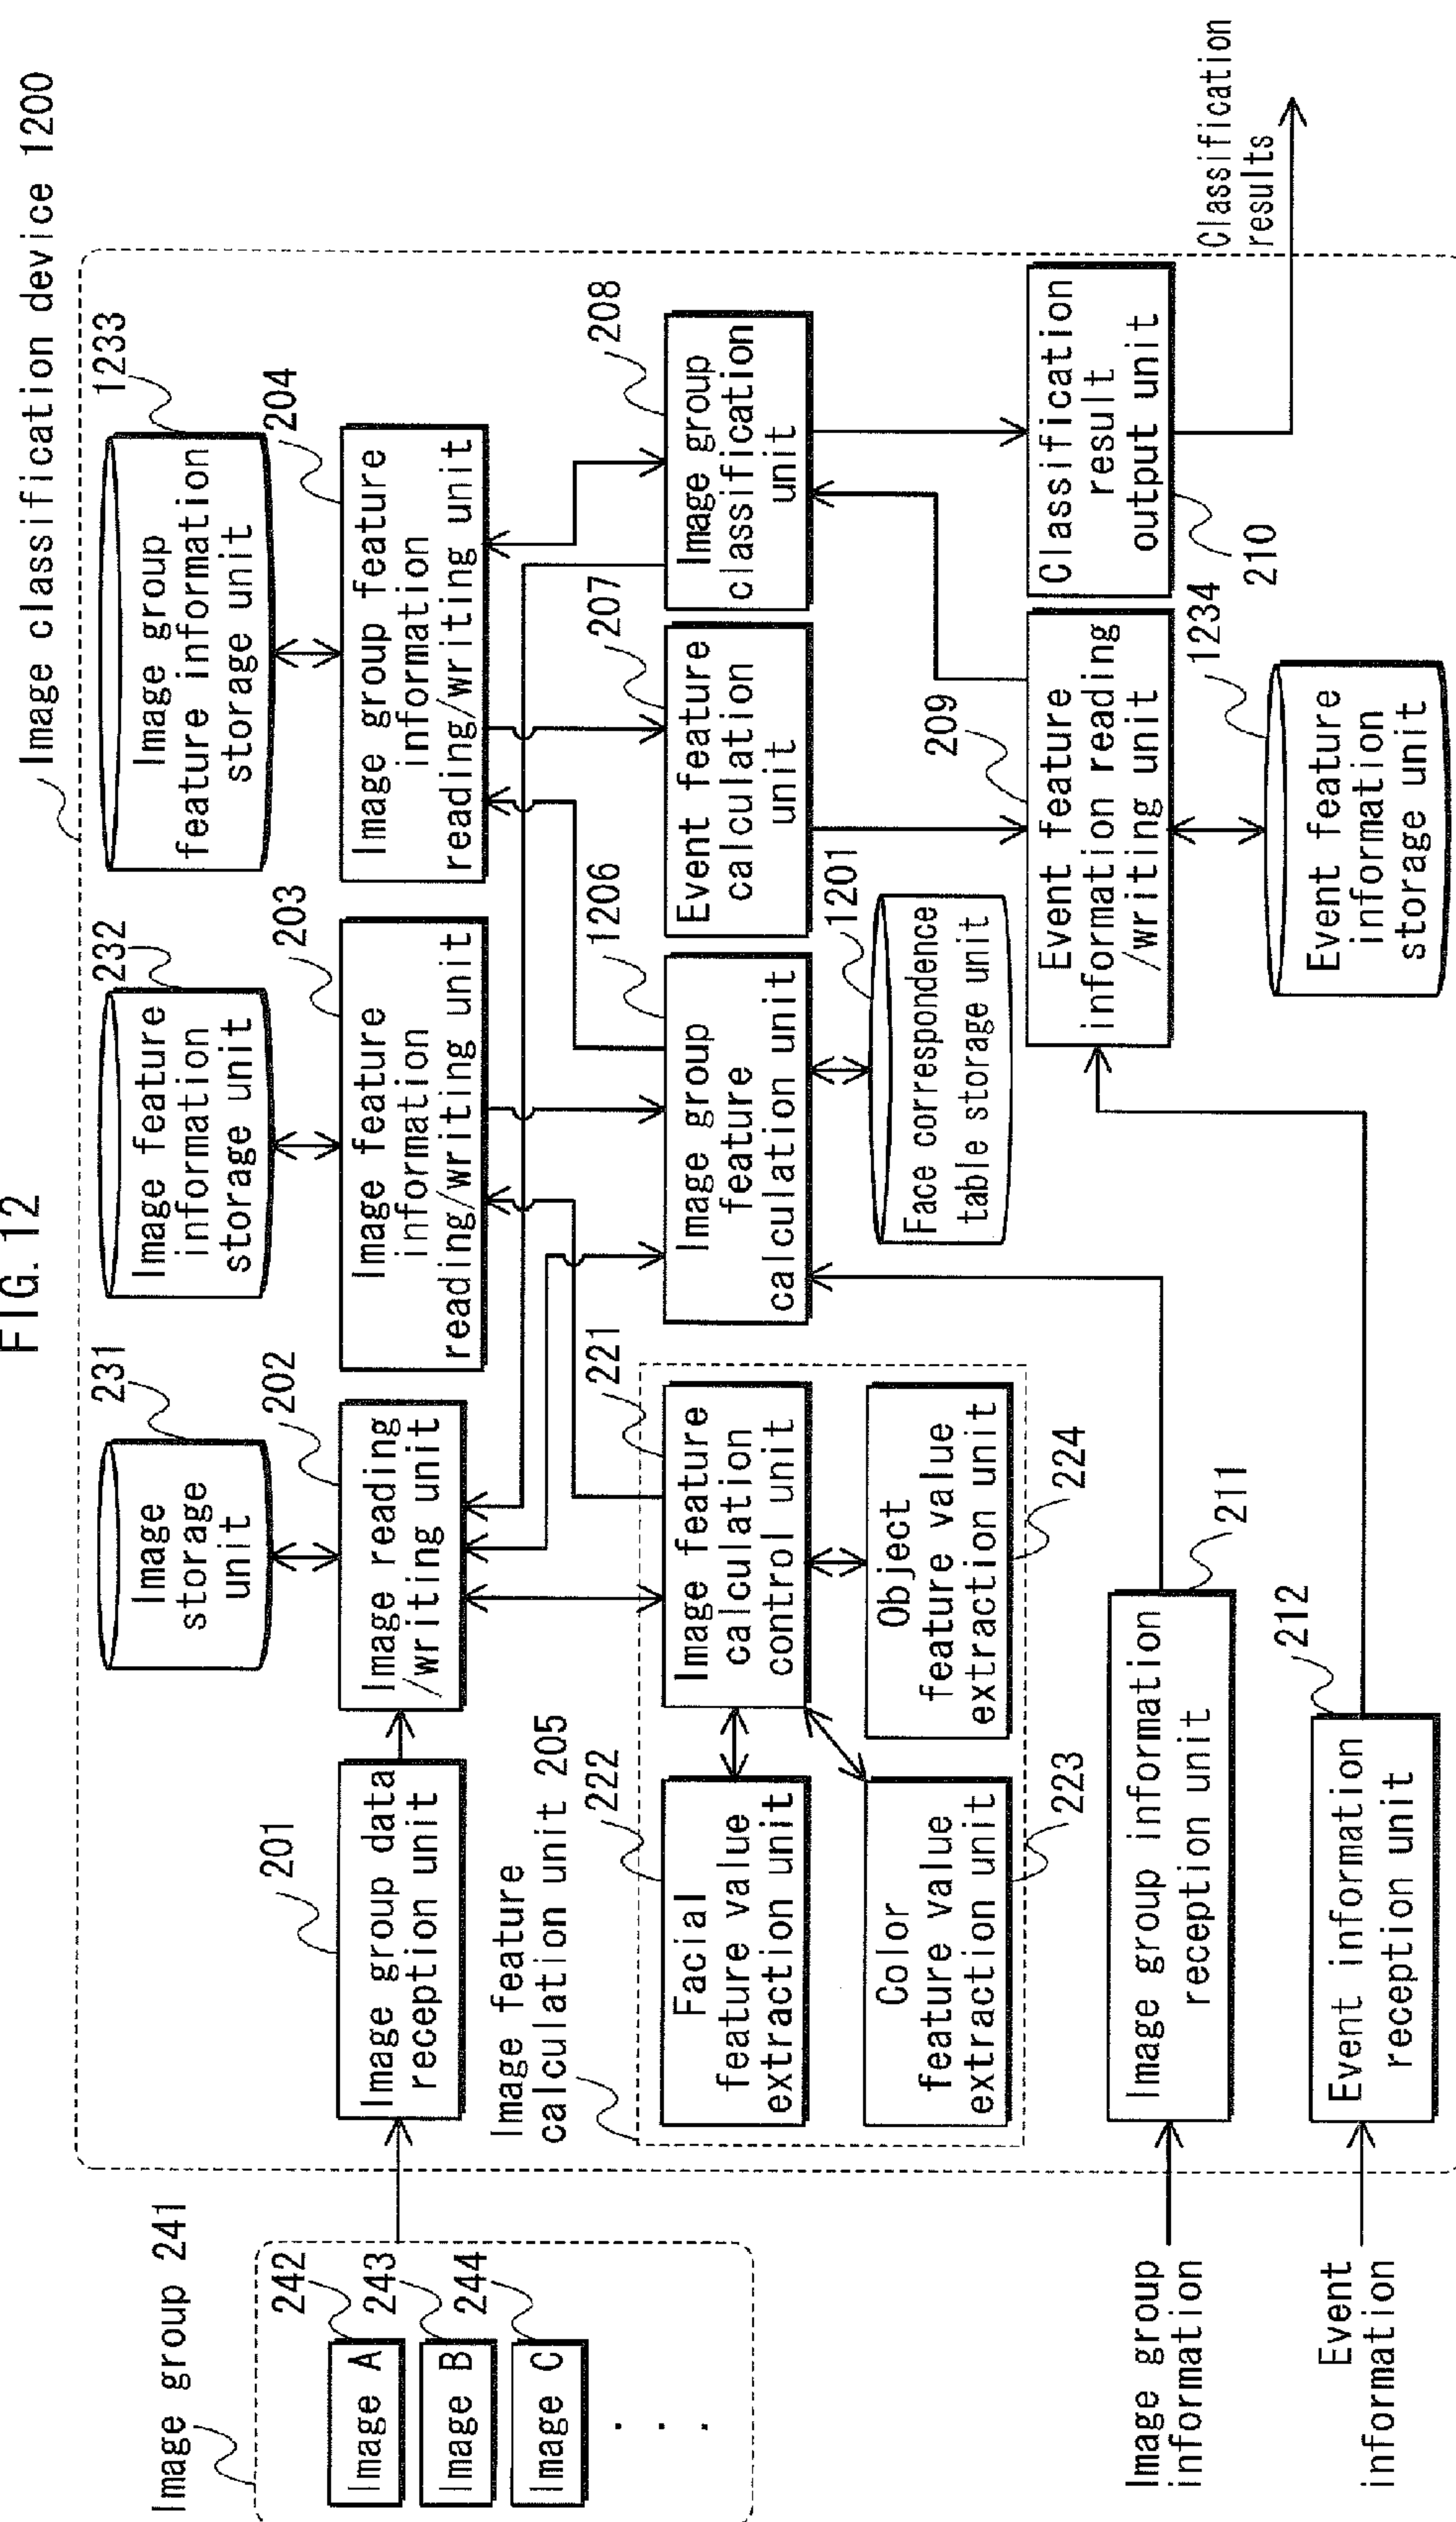 FIG. 12
Image classification device 1200
Image group 241
242
Image A
243
Image B
244
Image C
. . .
201
Image group data
reception unit
231
Image
storage
unit
202
Image reading
/writing unit
232
Image feature
information
storage unit
203
Image feature
information
reading/writing unit
1233
Image group
feature information
storage unit
204
Image group feature
information
reading/writing unit
Image feature
calculation unit 205
222
Facial
feature value
extraction unit
221
Image feature
calculation
control unit
Color
feature value
extraction unit
223
Object
feature value
extraction unit
224
1206
Image group
feature
calculation unit
1201
Face correspondence
table storage unit
207
Event feature
calculation
unit
208
Image group
classification
unit
209
Event feature
information reading
/writing unit
1234
Event feature
information
storage unit
Classification
result
output unit
210
Classification
results
Image group
information
Image group information
reception unit
211
Event
information
Event information
reception unit
212